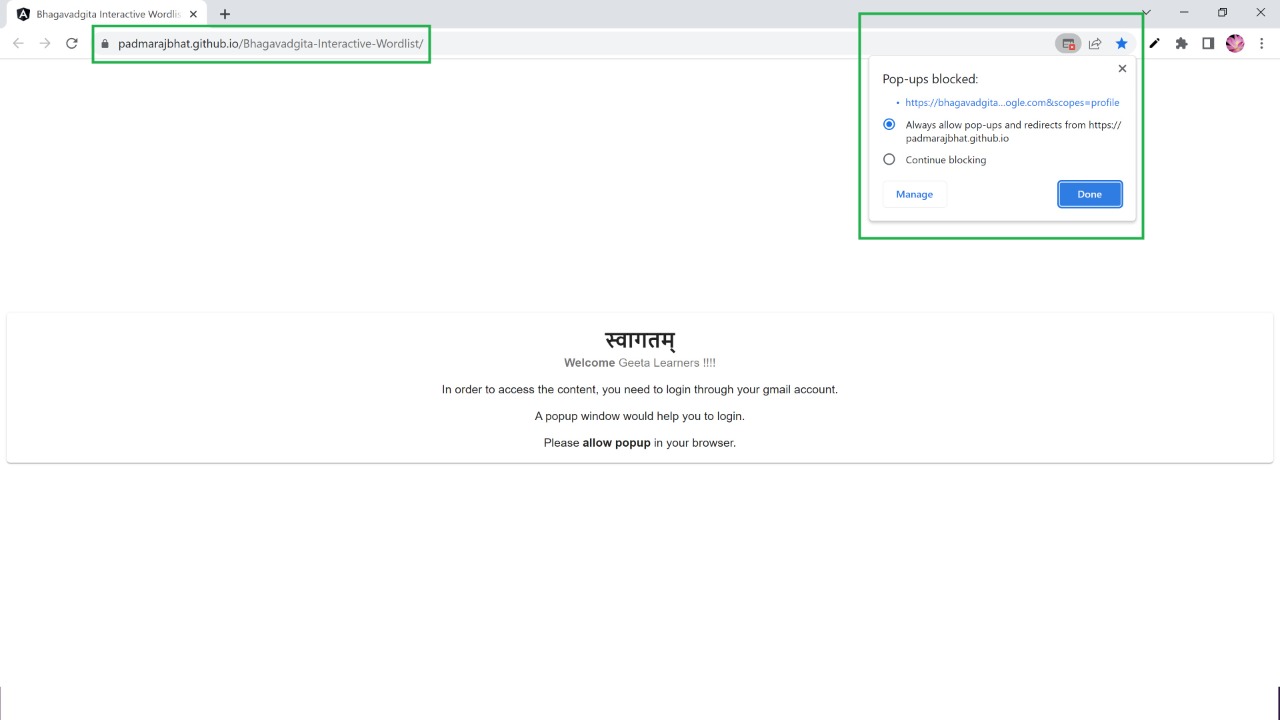 Bhagavadgita Interactive Wordlis
padmarajbhat.github.io/Bhagavadgita-Interactive-Wordlist/
Pop-ups blocked:
• https://bhagavadgita...ogle.com&scopes=profile
Always allow pop-ups and redirects from https://
padmarajbhat.github.io
Continue blocking
Manage Done
स्वागतम्
Welcome Geeta Learners !!!!
In order to access the content, you need to login through your gmail account.
A popup window would help you to login.
Please allow popup in your browser.